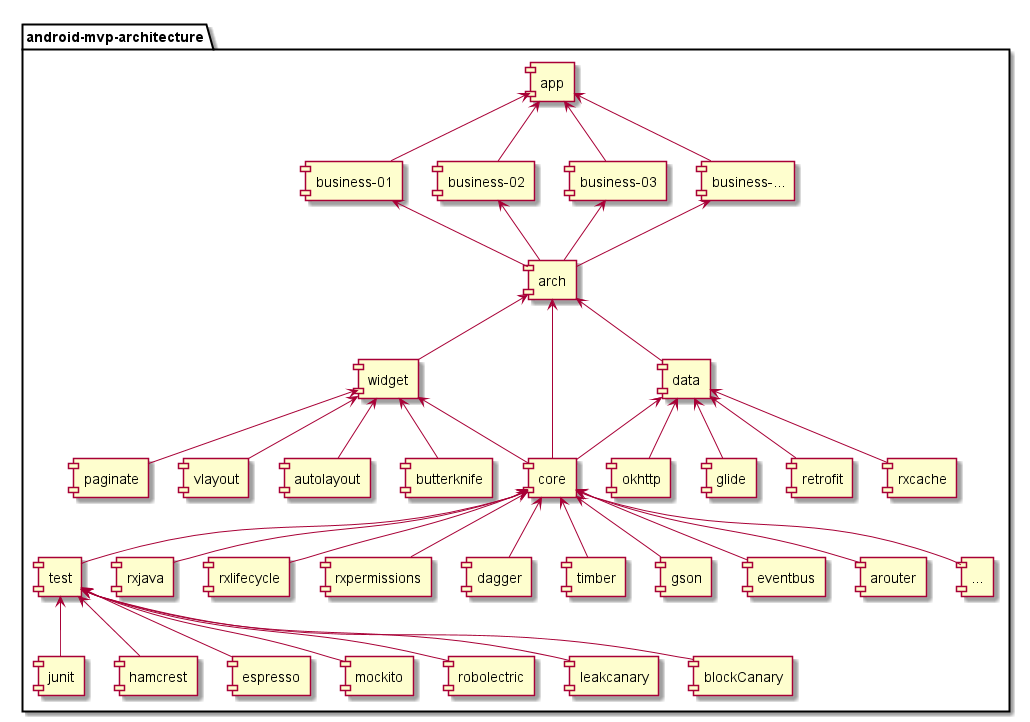 android-mvp-architecture
app
business-01
business-02
business-03
business-...
arch
widget
data
paginate
vlayout
autolayout
butterknife
core
okhttp
glide
retrofit
rxcache
test
rxjava
rxlifecycle
rxpermissions
dagger
timber
gson
eventbus
arouter
...
junit
hamcrest
espresso
mockito
robolectric
leakcanary
blockCanary